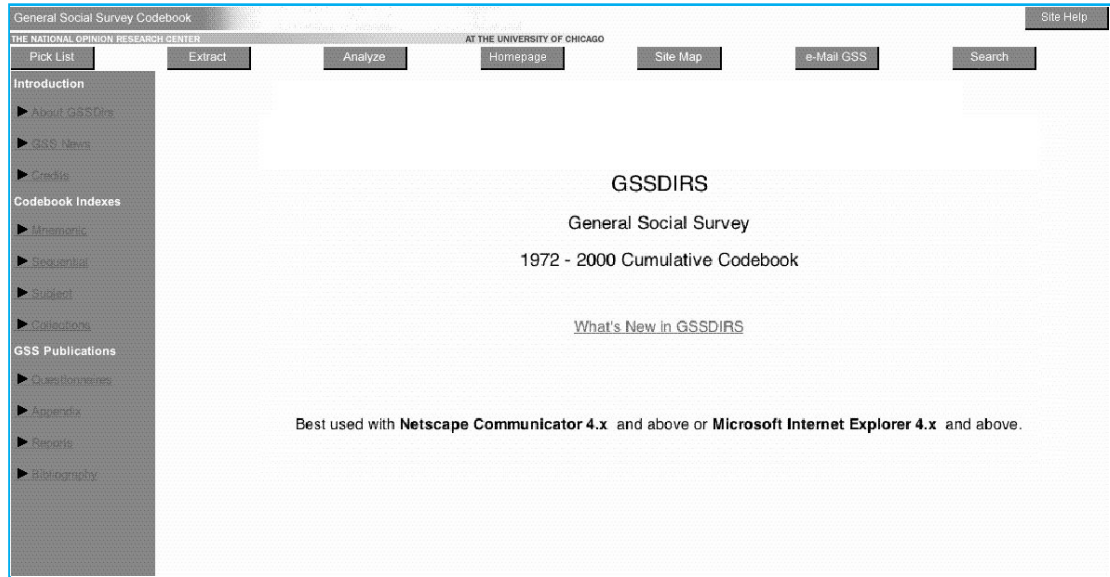 General Social Survey Codebook
Site Help
THE NATIONAL OPINION RESEARCH CENTER AT THE UNIVERSITY OF CHICAGO
Pick List Extract Analyze Homepage Site Map e-Mail GSS Search
Introduction
About GSSDirs
GSS News
Credits
Codebook Indexes
Mnemonic
Sequential
Subject
Collections
GSS Publications
Questionnaires
Appendix
Reports
Bibliography
GSSDIRS
General Social Survey
1972 - 2000 Cumulative Codebook
What's New in GSSDIRS
Best used with Netscape Communicator 4.x and above or Microsoft Internet Explorer 4.x and above.